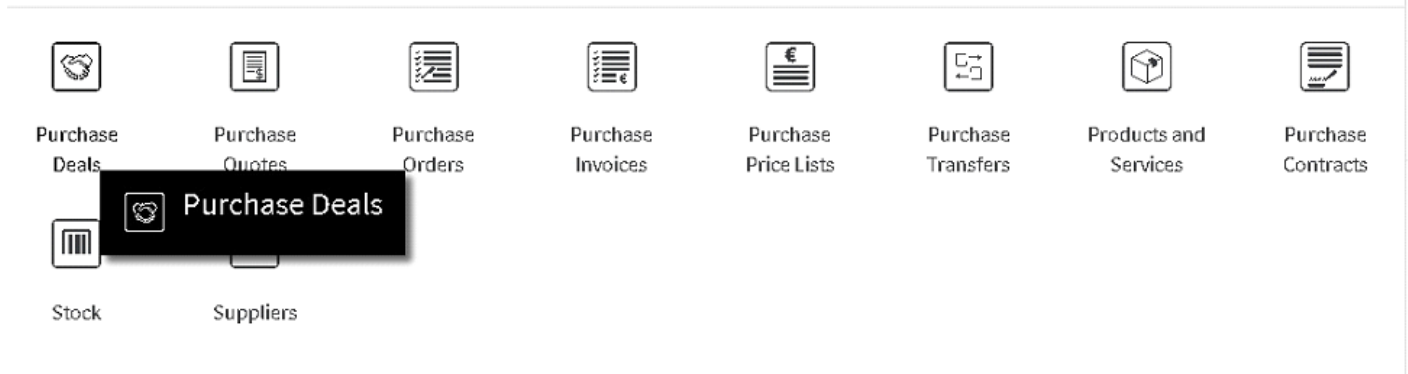 Purchase Deals
Purchase Quotes
Purchase Orders
Purchase Invoices
Purchase Price Lists
Purchase Transfers
Products and Services
Purchase Contracts
Purchase Deals
Stock
Suppliers